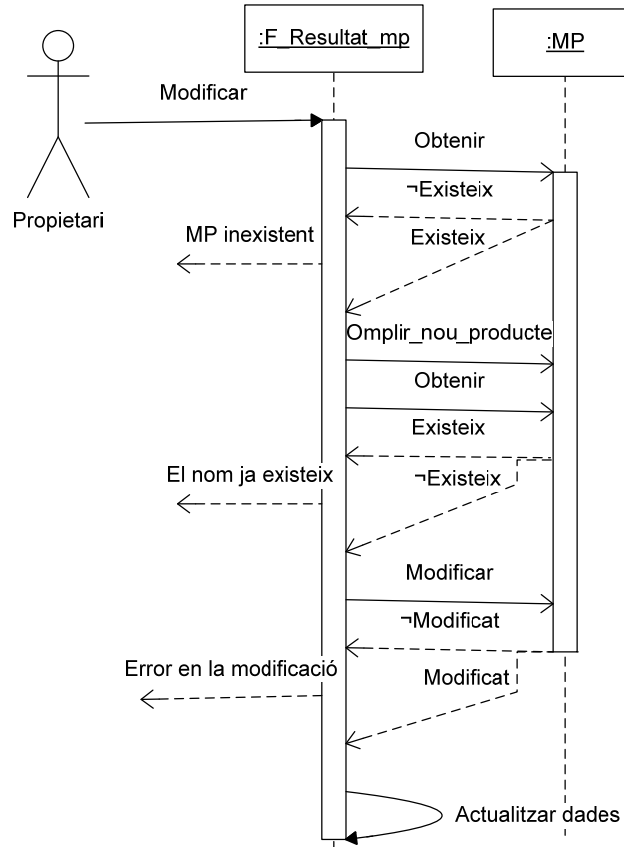 :F_Resultat_mp
:MP
Modificar
Propietari
Obtenir
¬Existeix
MP inexistent
Existeix
Omplir_nou_producte
Obtenir
Existeix
El nom ja existeix
¬Existeix
Modificar
¬Modificat
Error en la modificació
Modificat
Actualitzar dades